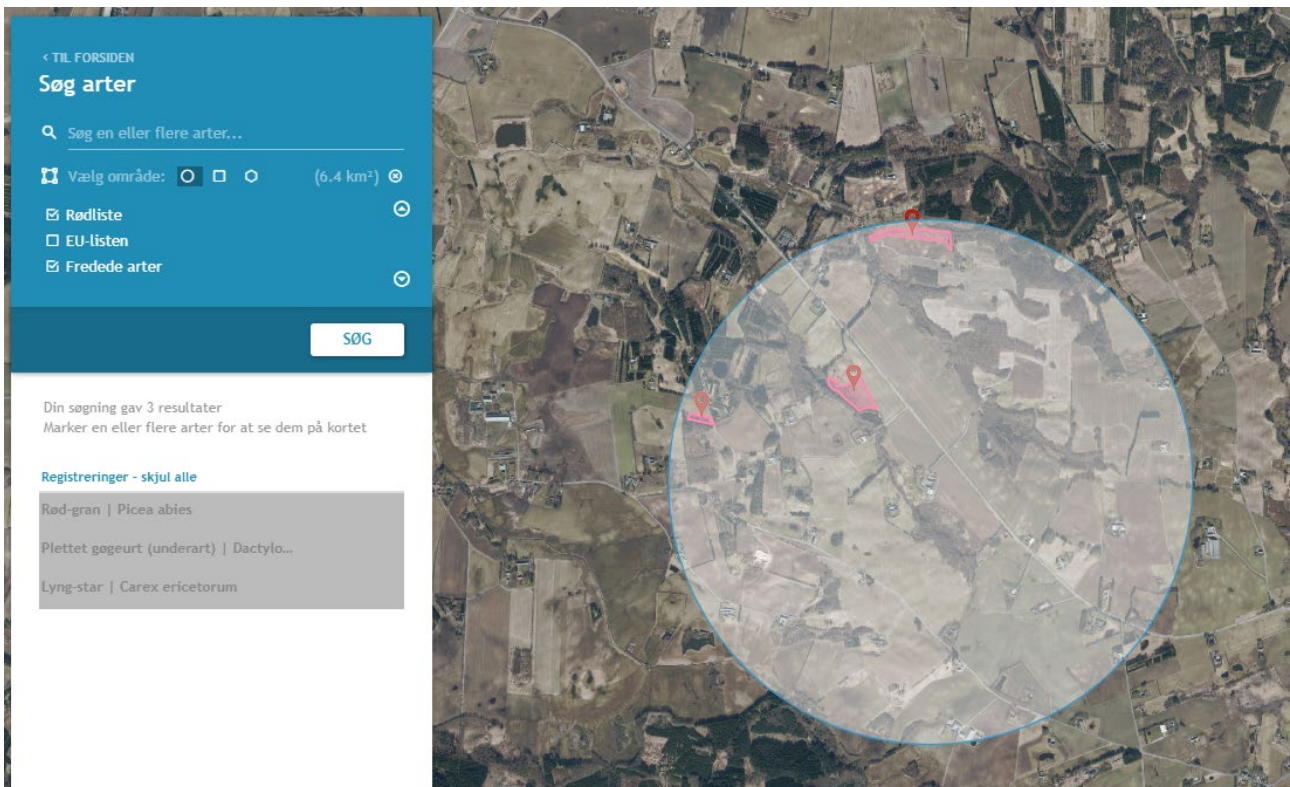 ‹ TIL FORSIDEN
Søg arter
Søg en eller flere arter...
Vælg område: (6.4 km²)
Rødliste
EU-listen
Fredede arter
SØG
Din søgning gav 3 resultater
Marker en eller flere arter for at se dem på kortet
Registreringer - skjul alle
Rød-gran | Picea abies
Plettet gøgeurt (underart) | Dactylo...
Lyng-star | Carex ericetorum